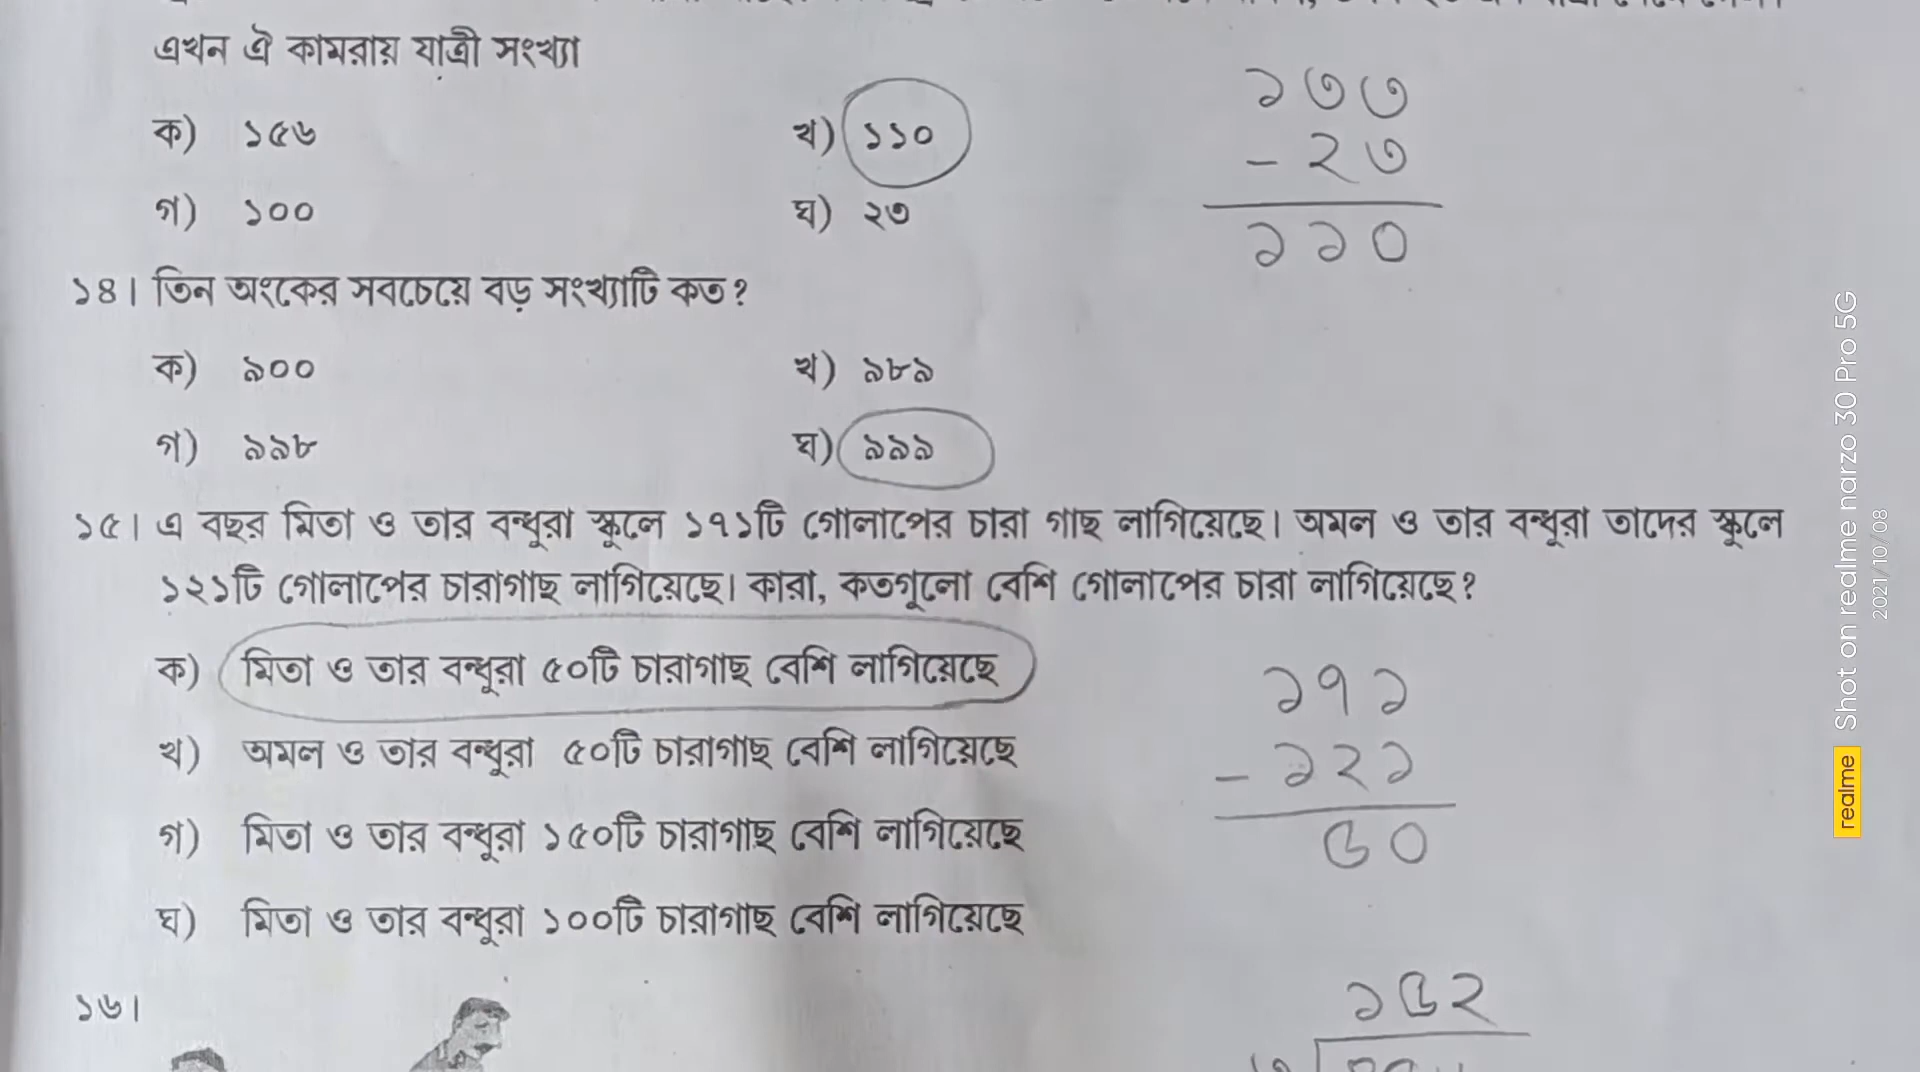 এখন ঐ কামরায় যাত্রী সংখ্যা
ক) ১৫৬ খ) ১১০
গ) ১০০ ঘ) ২৩
১৩৩
- ২৩
১১০
১৪। তিন অংকের সবচেয়ে বড় সংখ্যাটি কত?
ক) ৯০০ খ) ৯৮৯
গ) ৯৯৮ ঘ) ৯৯৯
১৫। এ বছর মিতা ও তার বন্ধুরা স্কুলে ১৭১টি গোলাপের চারা গাছ লাগিয়েছে। অমল ও তার বন্ধুরা তাদের স্কুলে
১২১টি গোলাপের চারাগাছ লাগিয়েছে। কারা, কতগুলো বেশি গোলাপের চারা লাগিয়েছে?
ক) মিতা ও তার বন্ধুরা ৫০টি চারাগাছ বেশি লাগিয়েছে
খ) অমল ও তার বন্ধুরা ৫০টি চারাগাছ বেশি লাগিয়েছে
গ) মিতা ও তার বন্ধুরা ১৫০টি চারাগাছ বেশি লাগিয়েছে
ঘ) মিতা ও তার বন্ধুরা ১০০টি চারাগাছ বেশি লাগিয়েছে
১৭১
- ১২১
৫০
১৬।
১৫২
realme Shot on realme narzo 30 Pro 5G
2021/10/08